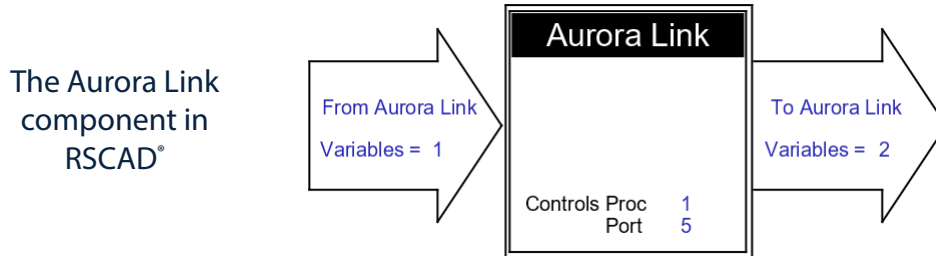 The Aurora Link
component in
RSCAD®
From Aurora Link
Variables = 1
Aurora Link
Controls Proc 1
Port 5
To Aurora Link
Variables = 2